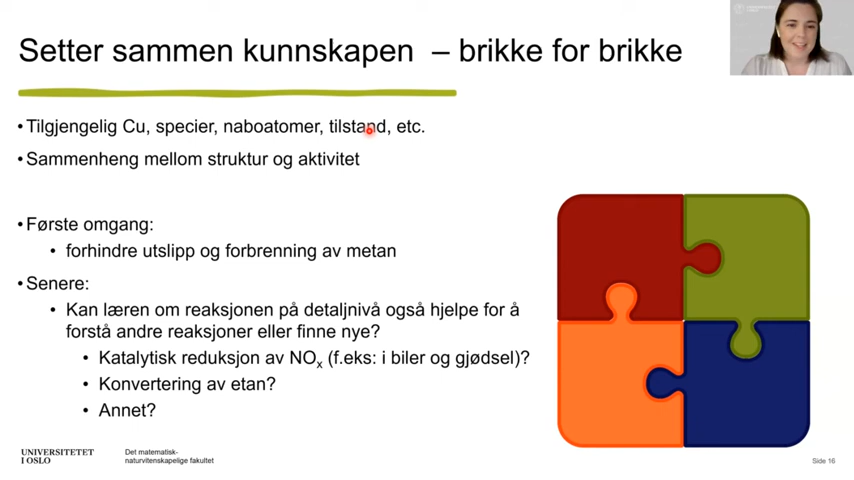 UNIVERSITETET
I OSLO
Setter sammen kunnskapen – brikke for brikke
• Tilgjengelig Cu, specier, naboatomer, tilstand, etc.
• Sammenheng mellom struktur og aktivitet
• Første omgang:
• forhindre utslipp og forbrenning av metan
• Senere:
• Kan læren om reaksjonen på detaljnivå også hjelpe for å
forstå andre reaksjoner eller finne nye?
• Katalytisk reduksjon av NOx (f.eks: i biler og gjødsel)?
• Konvertering av etan?
• Annet?
UNIVERSITETET
I OSLO
Det matematisk-
naturvitenskapelige fakultet
Side 16